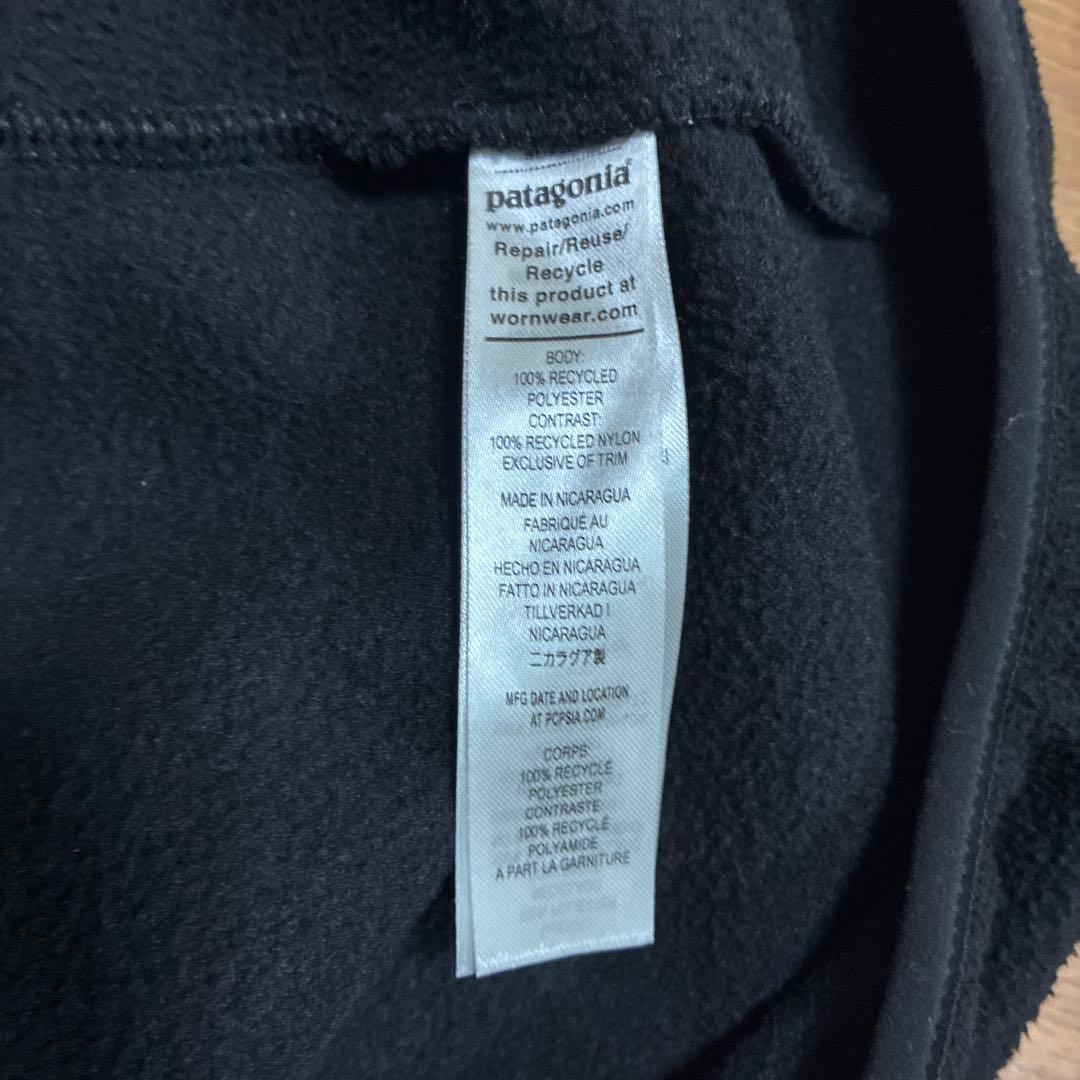 patagonia®
www.patagonia.com
Repair/Reuse/
Recycle
this product at
wornwear.com
BODY:
100% RECYCLED
POLYESTER
CONTRAST:
100% RECYCLED NYLON
EXCLUSIVE OF TRIM
MADE IN NICARAGUA
FABRIQUÉ AU
NICARAGUA
HECHO EN NICARAGUA
FATTO IN NICARAGUA
TILLVERKAD I
NICARAGUA
ニカラグア製
MFG DATE AND LOCATION
AT PCPSIA.COM
CORPS:
100% RECYCLÉ
POLYESTER
CONTRASTE:
100% RECYCLÉ
POLYAMIDE
A PART LA GARNITURE